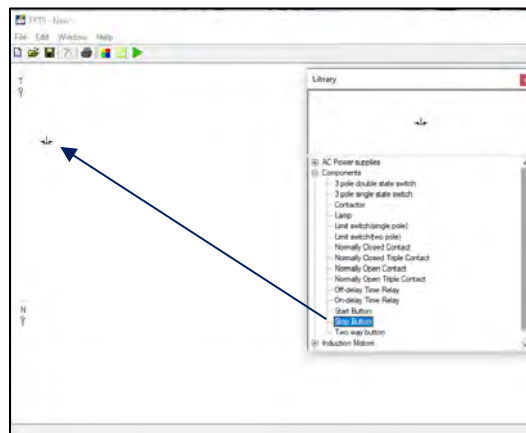 EKTS - New
File Edit Window Help
T
Library
AC Power supplies
Components
3 pole double state switch
3 pole single state switch
Contactor
Lamp
Limit switch(single pole)
Limit switch(two pole)
Normally Closed Contact
Normally Closed Triple Contact
Normally Open Contact
Normally Open Triple Contact
Off-delay Time Relay
On-delay Time Relay
Start Button
Stop Button
Two way button
Induction Motors
N